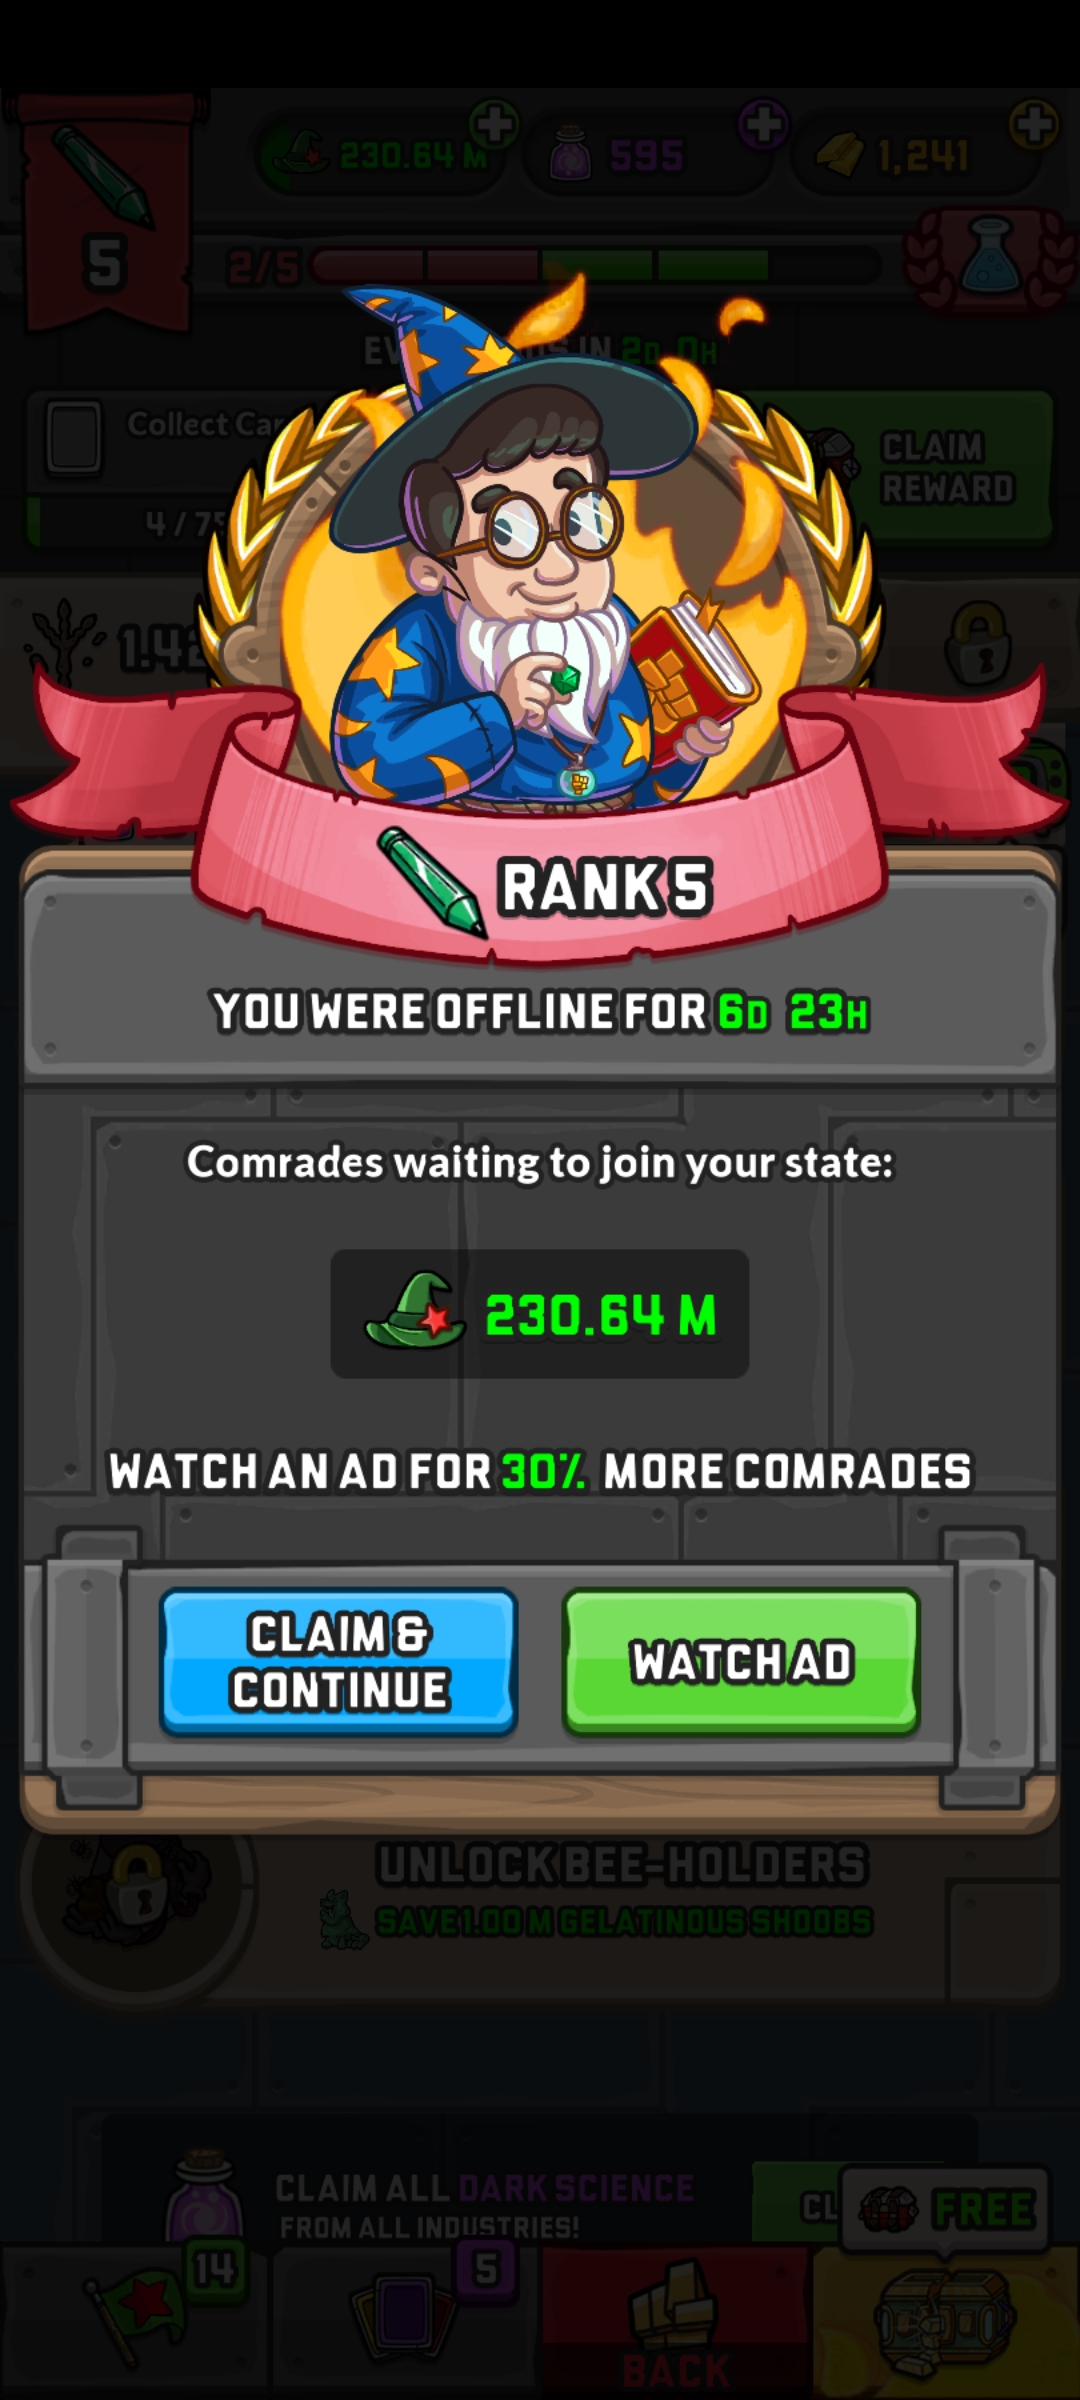 230.64 M
595
1,241
5
2/5
2D 0H
Collect
CLAIM
REWARD
RANK 5
YOU WERE OFFLINE FOR 6D 23H
Comrades waiting to join your state:
230.64 M
WATCH AN AD FOR 30% MORE COMRADES
CLAIM &
CONTINUE
WATCH AD
UNLOCK BEE-HOLDERS
SAVE 1.00 M GELATINOUS SHOOBS
CLAIM ALL DARK SCIENCE
FROM ALL INDUSTRIES!
FREE
14
5
BACK